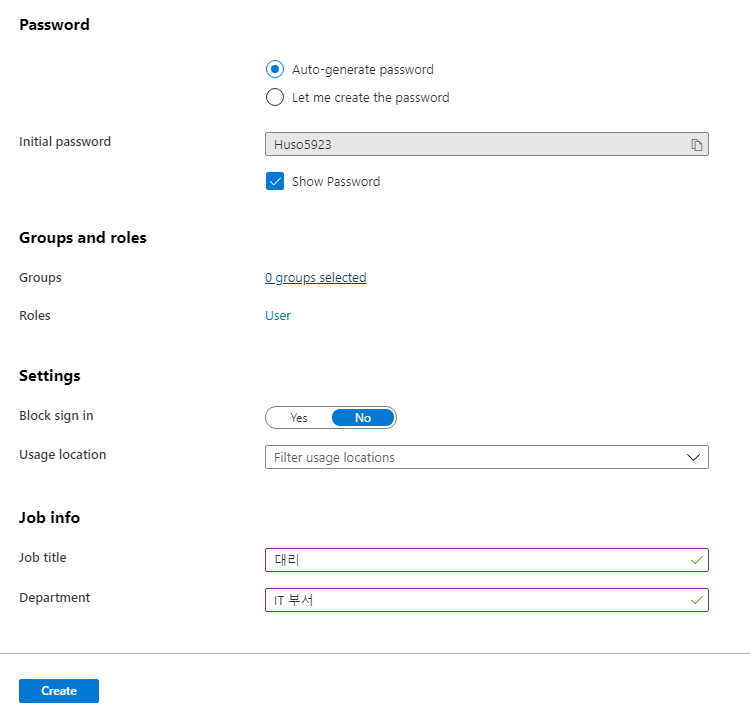 Password
Auto-generate password
Let me create the password
Initial password
Huso5923
Show Password
Groups and roles
Groups
0 groups selected
Roles
User
Settings
Block sign in
Yes No
Usage location
Filter usage locations
Job info
Job title
대리
Department
IT 부서
Create